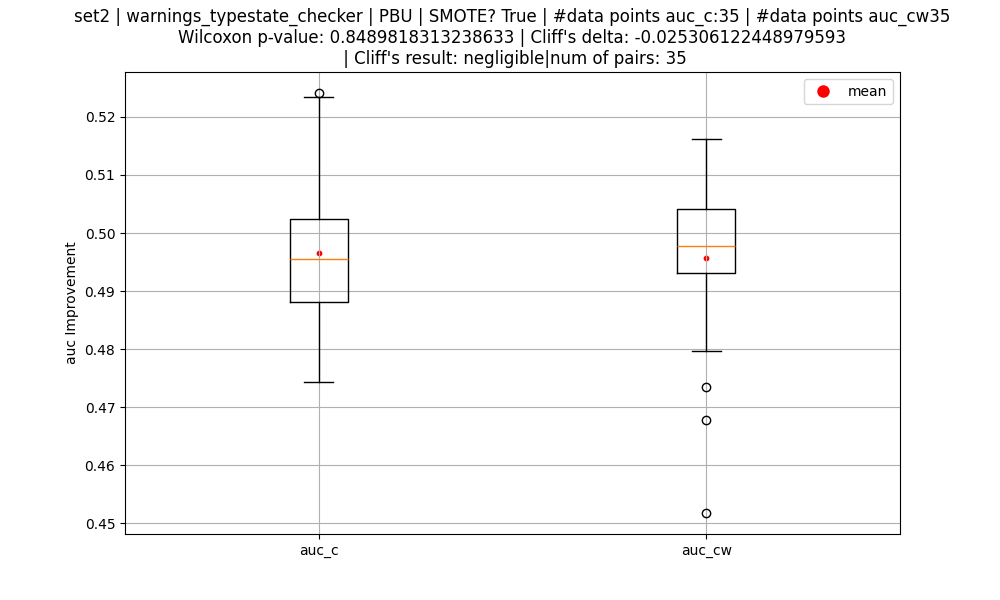 set2 | warnings_typestate_checker | PBU | SMOTE? True | #data points auc_c:35 | #data points auc_cw35
Wilcoxon p-value: 0.8489818313238633 | Cliff's delta: -0.025306122448979593
| Cliff's result: negligible|num of pairs: 35
mean
0.52
0.51
0.50
0.49
0.48
0.47
0.46
0.45
auc Improvement
auc_c
auc_cw